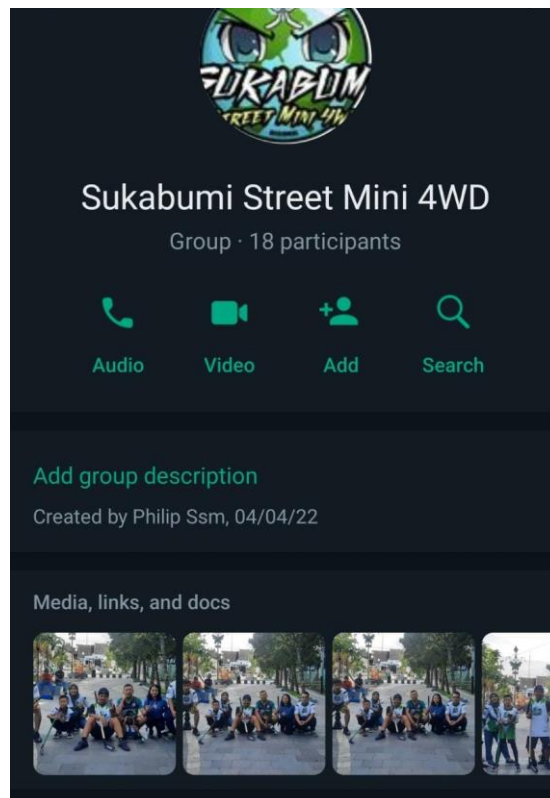 SUKABUMI
STREET MINI 4W
Sukabumi Street Mini 4WD
Group · 18 participants
Audio Video Add Search
Add group description
Created by Philip Ssm, 04/04/22
Media, links, and docs